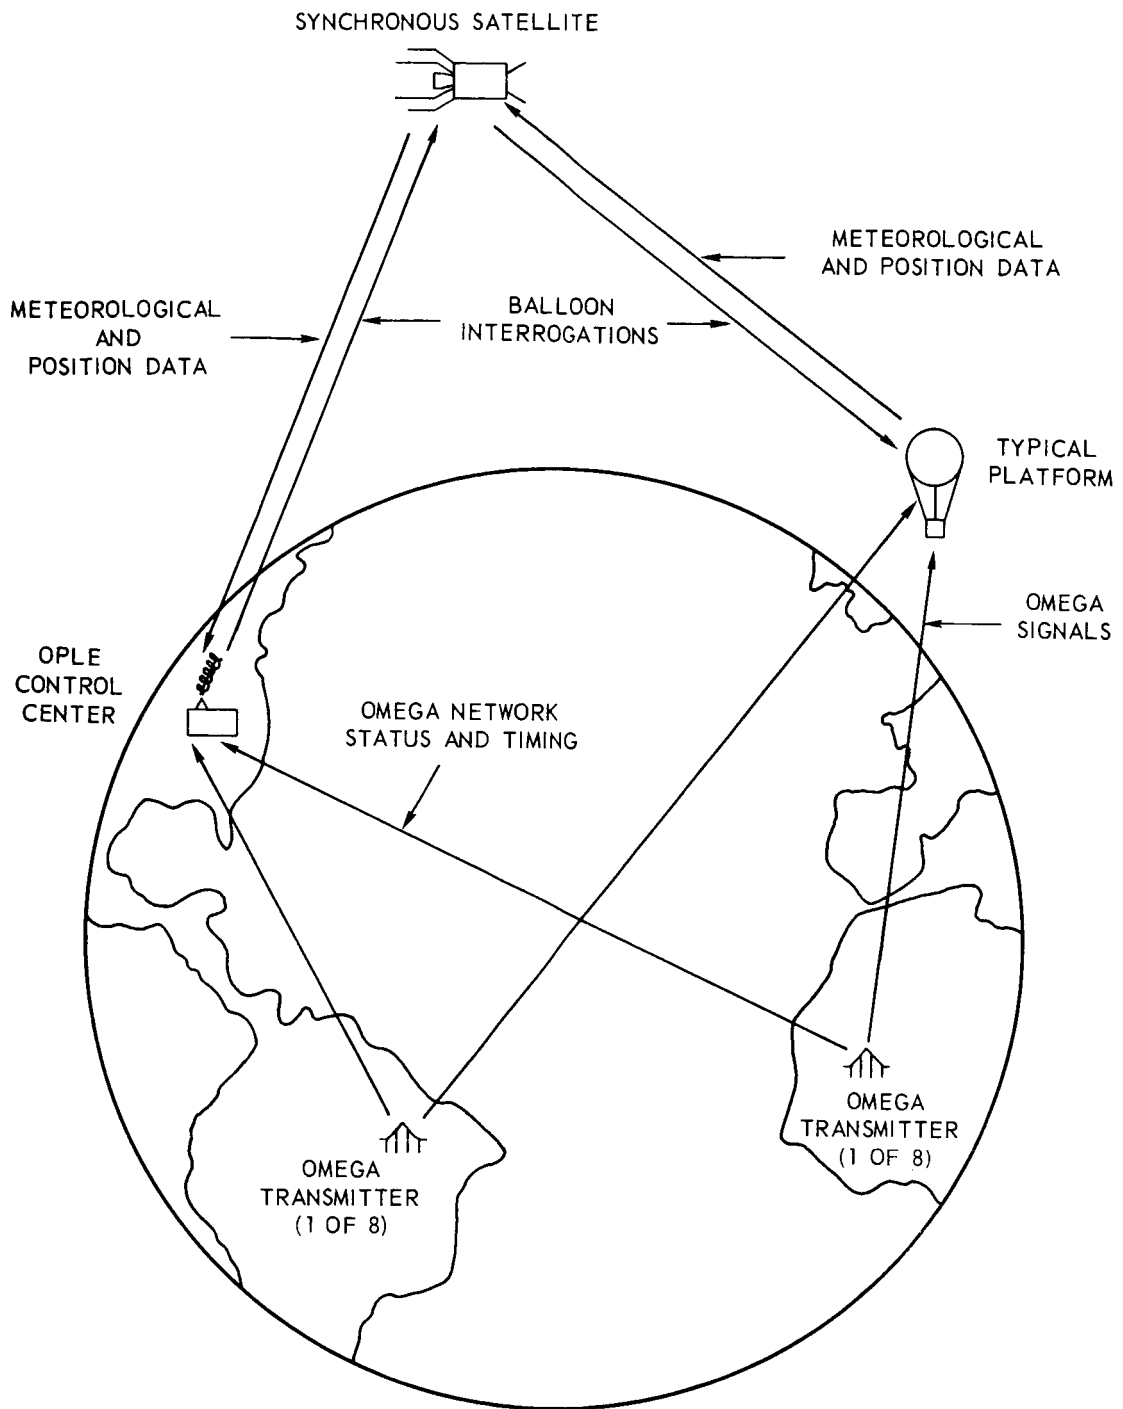 SYNCHRONOUS SATELLITE
METEOROLOGICAL
AND POSITION DATA
METEOROLOGICAL
AND
POSITION DATA
BALLOON
INTERROGATIONS
TYPICAL
PLATFORM
OMEGA
SIGNALS
OPLE
CONTROL
CENTER
OMEGA NETWORK
STATUS AND TIMING
OMEGA
TRANSMITTER
(1 OF 8)
OMEGA
TRANSMITTER
(1 OF 8)